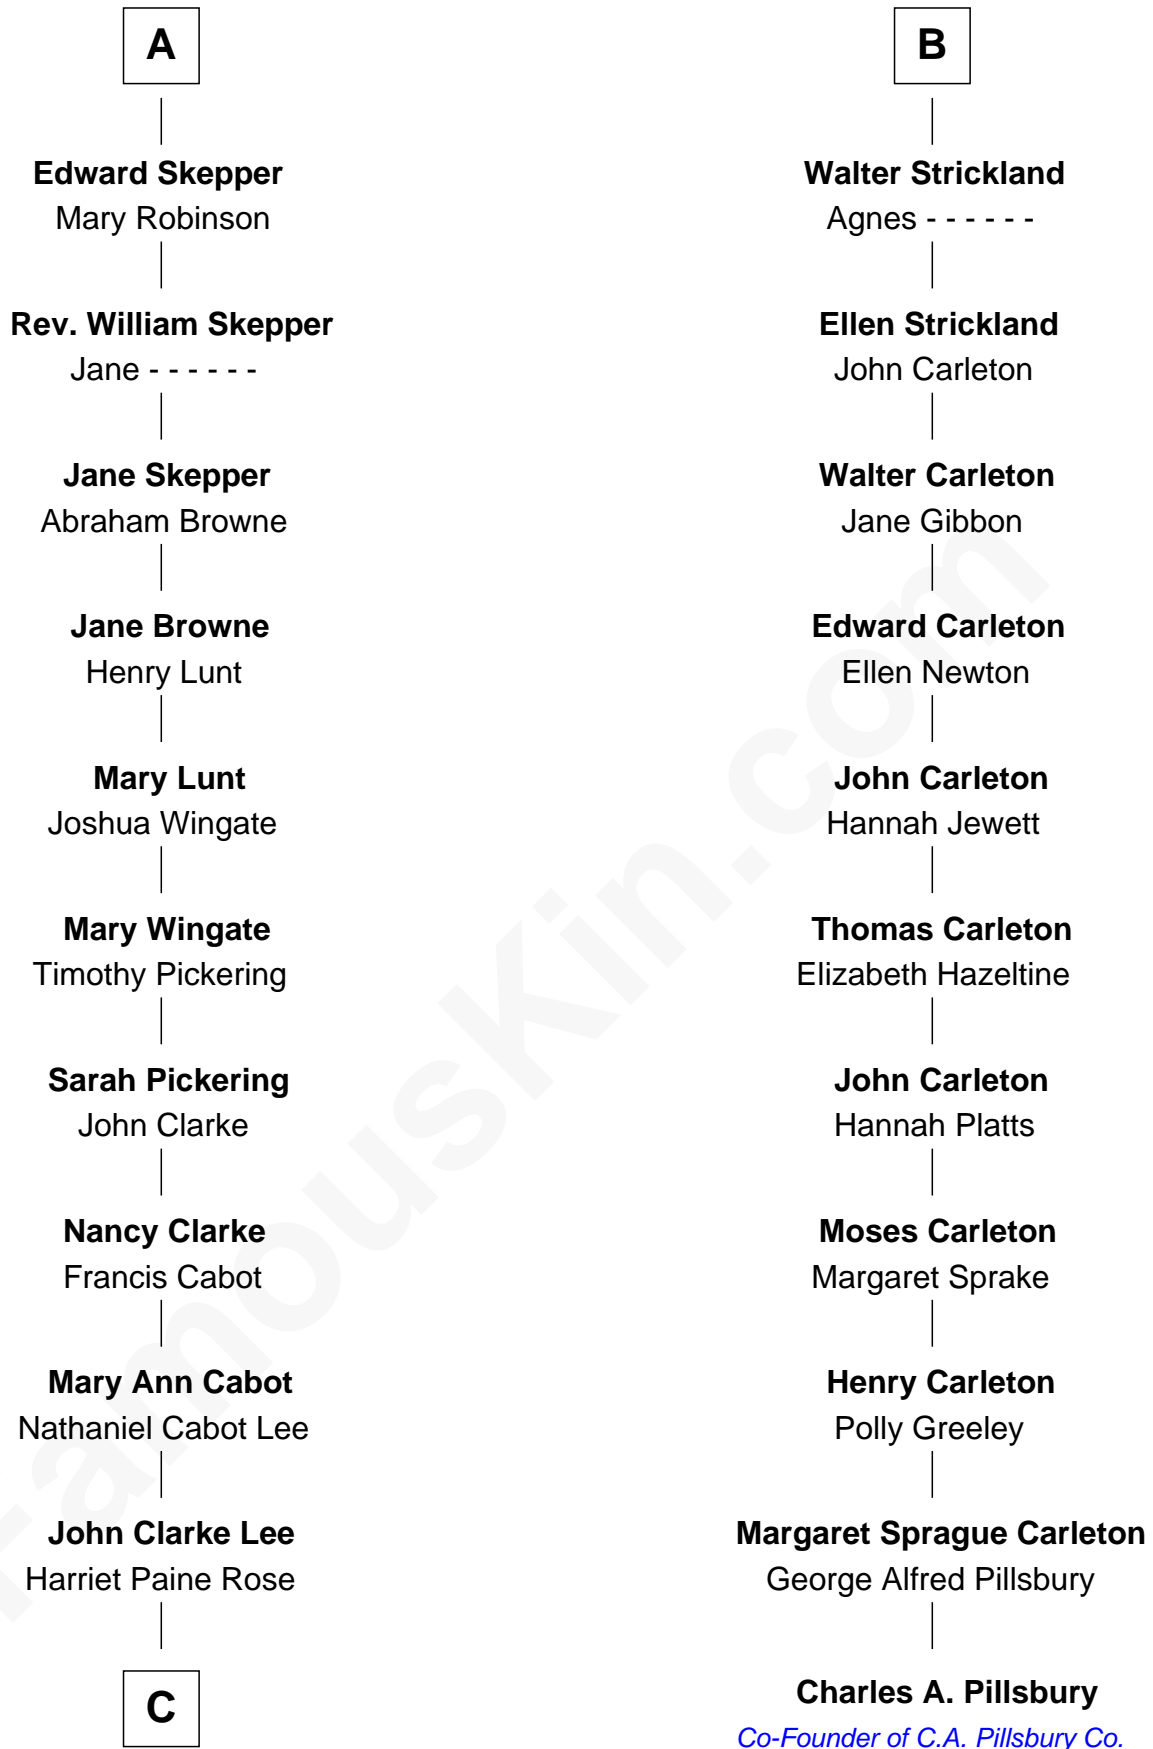 A
Edward Skepper
Mary Robinson
Rev. William Skepper
Jane - - - - - -
Jane Skepper
Abraham Browne
Jane Browne
Henry Lunt
Mary Lunt
Joshua Wingate
Mary Wingate
Timothy Pickering
Sarah Pickering
John Clarke
Nancy Clarke
Francis Cabot
Mary Ann Cabot
Nathaniel Cabot Lee
John Clarke Lee
Harriet Paine Rose
C
B
Walter Strickland
Agnes - - - - - -
Ellen Strickland
John Carleton
Walter Carleton
Jane Gibbon
Edward Carleton
Ellen Newton
John Carleton
Hannah Jewett
Thomas Carleton
Elizabeth Hazeltine
John Carleton
Hannah Platts
Moses Carleton
Margaret Sprake
Henry Carleton
Polly Greeley
Margaret Sprague Carleton
George Alfred Pillsbury
Charles A. Pillsbury
Co-Founder of C.A. Pillsbury Co.
FamousKin.com